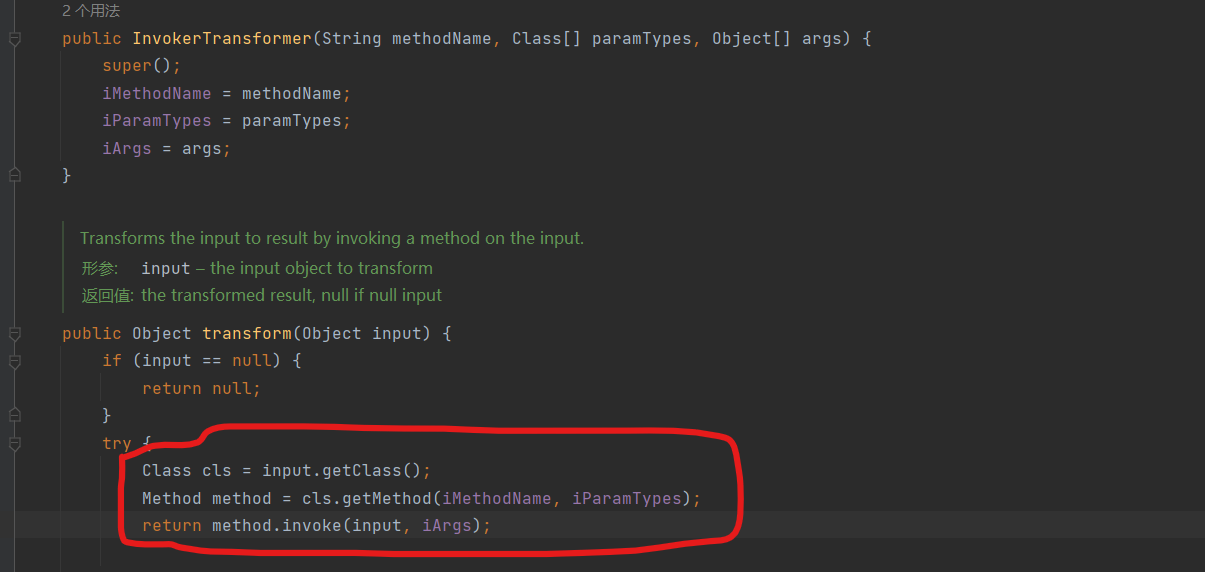 2 个用法
public InvokerTransformer(String methodName, Class[] paramTypes, Object[] args) {
super();
iMethodName = methodName;
iParamTypes = paramTypes;
iArgs = args;
}
Transforms the input to result by invoking a method on the input.
形参: input – the input object to transform
返回值: the transformed result, null if null input
public Object transform(Object input) {
if (input == null) {
return null;
}
try {
Class cls = input.getClass();
Method method = cls.getMethod(iMethodName, iParamTypes);
return method.invoke(input, iArgs);